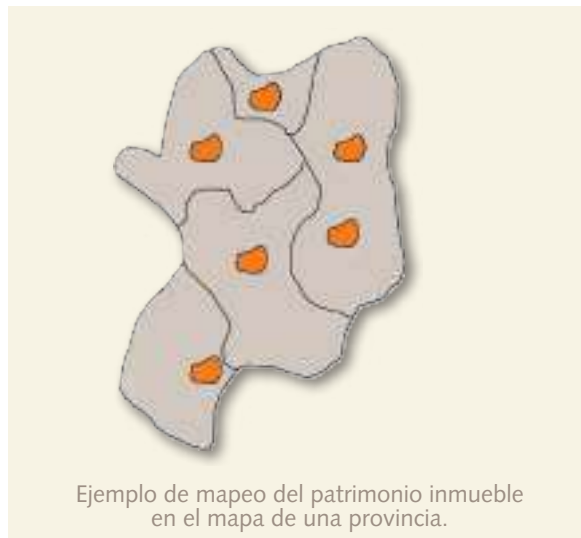 Ejemplo de mapeo del patrimonio inmueble
en el mapa de una provincia.